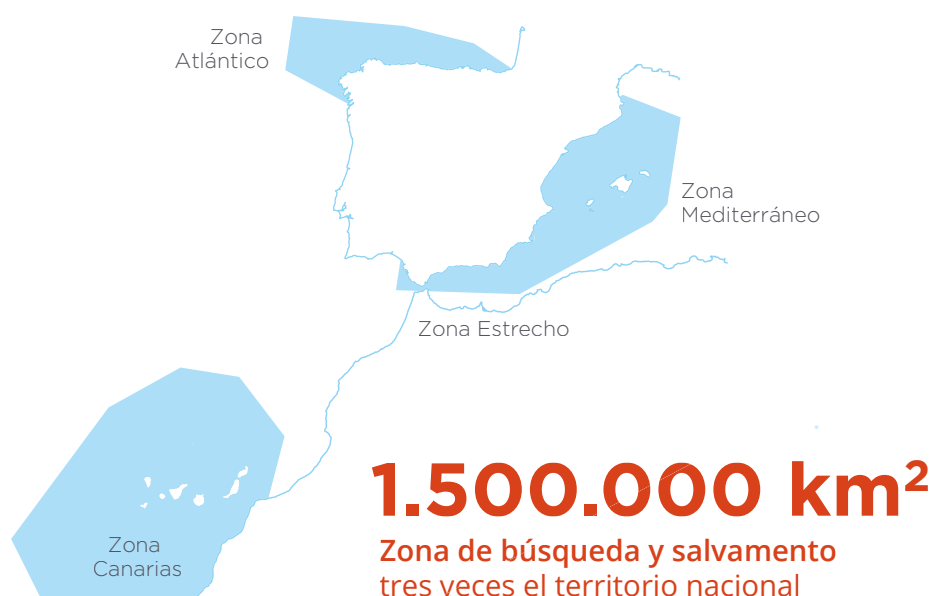 Zona
Atlántico
Zona
Mediterráneo
Zona Estrecho
1.500.000 km²
Zona de búsqueda y salvamento
tres veces el territorio nacional
Zona
Canarias